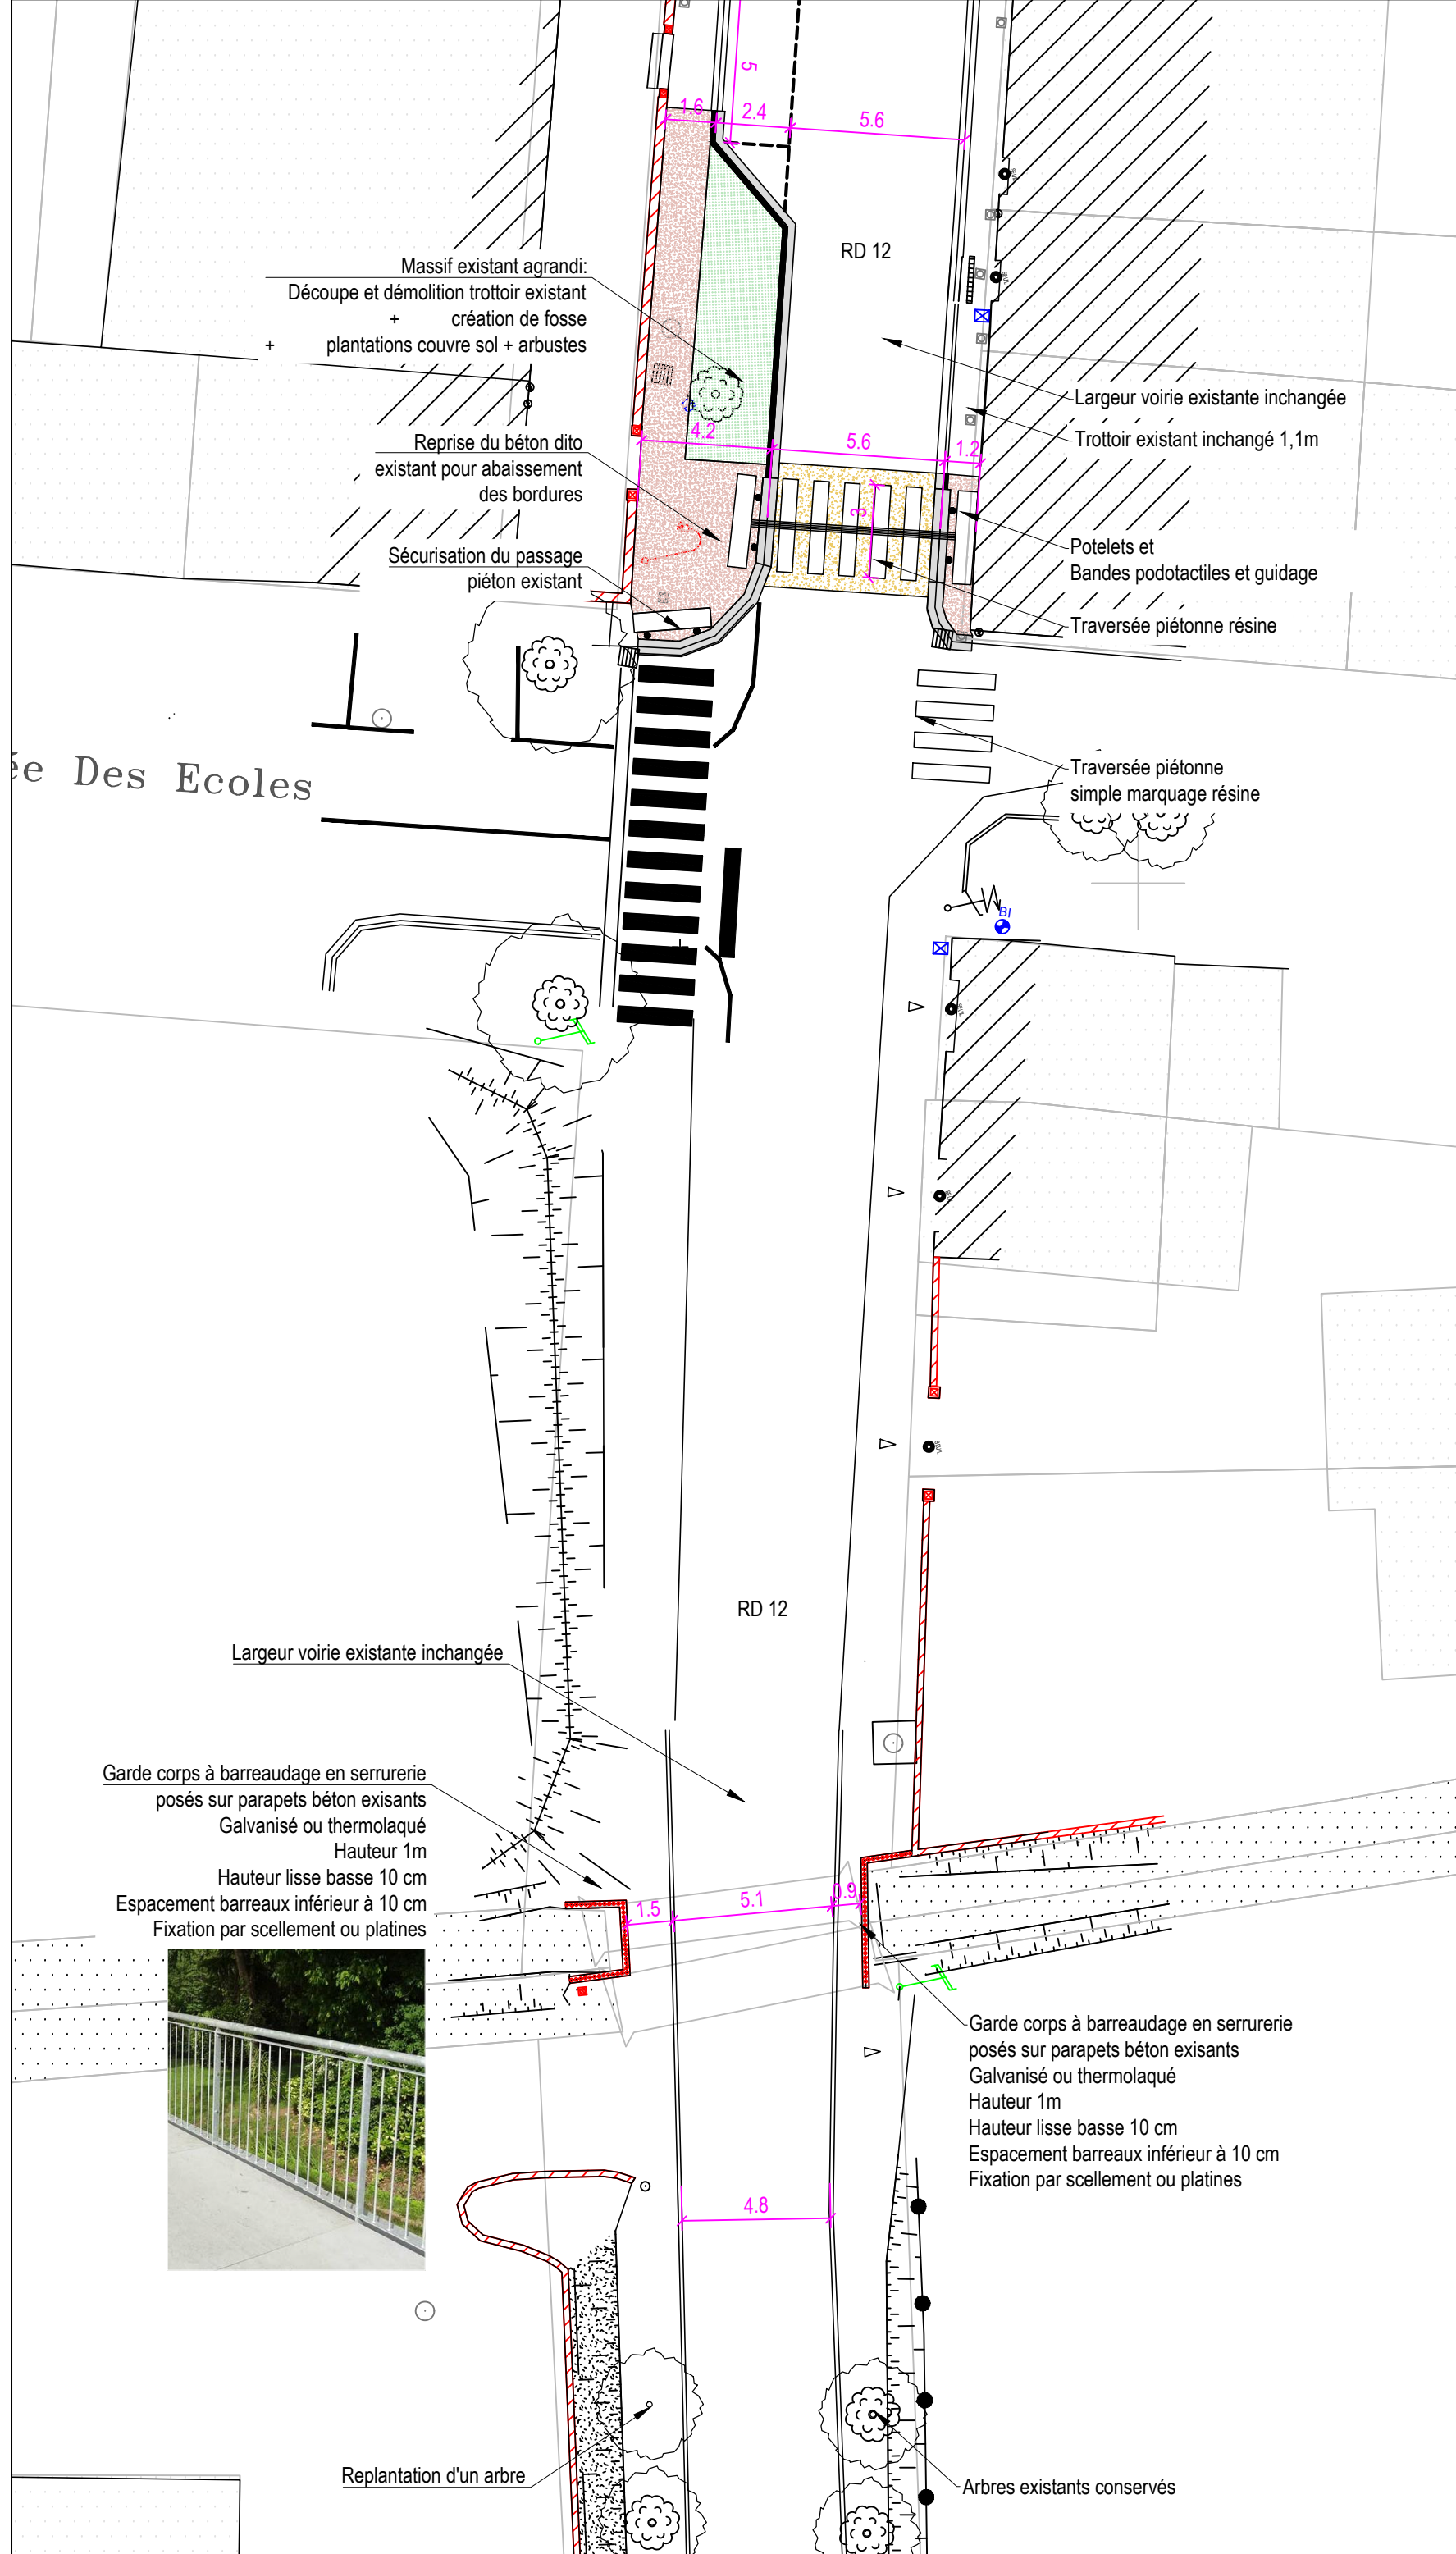 5
1.6
2.4
5.6
RD 12
Massif existant agrandi:
Découpe et démolition trottoir existant
+ création de fosse
+ plantations couvre sol + arbustes
Largeur voirie existante inchangée
Trottoir existant inchangé 1,1m
4.2
5.6
1.2
Reprise du béton dito
existant pour abaissement
des bordures
3
Potelets et
Bandes podotactiles et guidage
Sécurisation du passage
piéton existant
Traversée piétonne résine
ée Des Ecoles
Traversée piétonne
simple marquage résine
BI
RD 12
Largeur voirie existante inchangée
Garde corps à barreaudage en serrurerie
posés sur parapets béton exisants
Galvanisé ou thermolaqué
Hauteur 1m
Hauteur lisse basse 10 cm
Espacement barreaux inférieur à 10 cm
Fixation par scellement ou platines
1.5
5.1
0.9
Garde corps à barreaudage en serrurerie
posés sur parapets béton exisants
Galvanisé ou thermolaqué
Hauteur 1m
Hauteur lisse basse 10 cm
Espacement barreaux inférieur à 10 cm
Fixation par scellement ou platines
4.8
Replantation d'un arbre
Arbres existants conservés